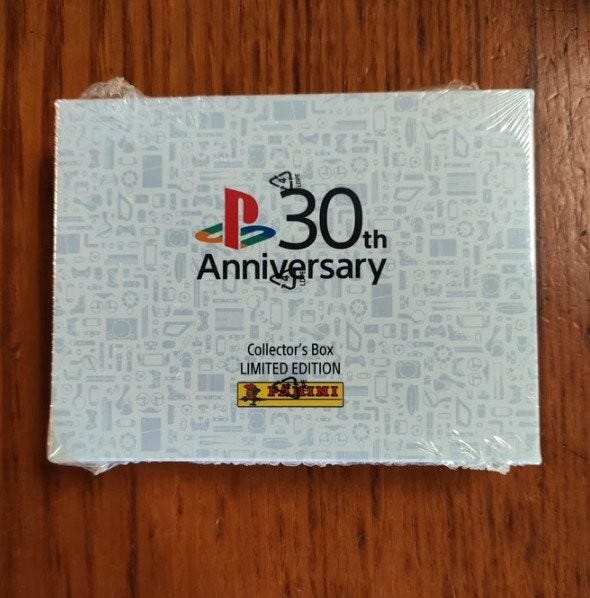 30th
Anniversary
Collector's Box
LIMITED EDITION
PANINI